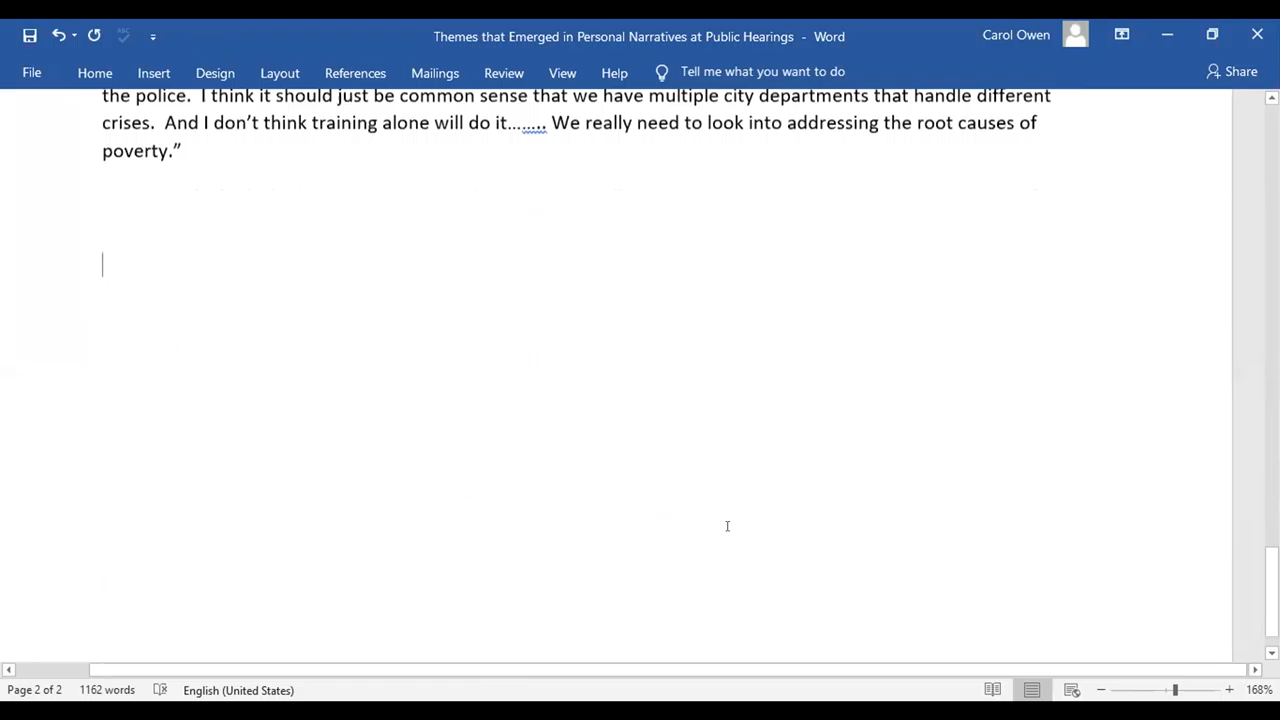 Themes that Emerged in Personal Narratives at Public Hearings - Word
Carol Owen
File Home Insert Design Layout References Mailings Review View Help Tell me what you want to do Share
the police. I think it should just be common sense that we have multiple city departments that handle different
crises. And I don’t think training alone will do it…….. We really need to look into addressing the root causes of
poverty.”
Page 2 of 2 1162 words English (United States) 168%